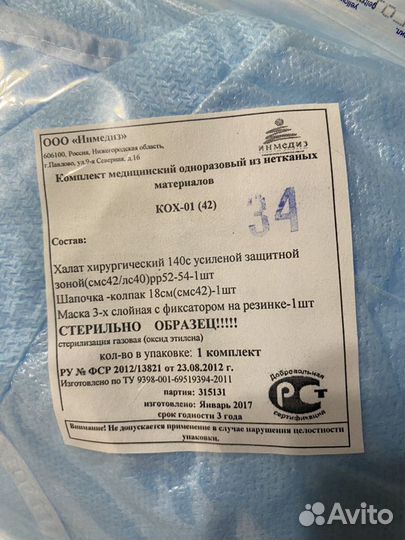 ООО «Инмедиз»
606100, Россия, Нижегородская область,
г.Павлово, ул.9-я Северная, д.16
ИНМЕДИЗ
Комплект медицинский одноразовый из нетканых
материалов
КОХ-01 (42)
34
Состав:
Халат хирургический 140с усиленой защитной
зоной(смс42/лс40)рр52-54-1шт
Шапочка -колпак 18см(смс42)-1шт
Маска 3-х слойная с фиксатором на резинке-1шт
СТЕРИЛЬНО ОБРАЗЕЦ!!!!!
стерилизация газовая (оксид этилена)
кол-во в упаковке: 1 комплект
РУ № ФСР 2012/13821 от 23.08.2012 г.
Изготовлено по ТУ 9398-001-69519394-2011
партия: 315131
изготовлено: Январь 2017
срок годности 3 года
Добровольная
РСТ
сертификация
Внимание! Не допускается применение в случае нарушения целостности
упаковки.
Avito